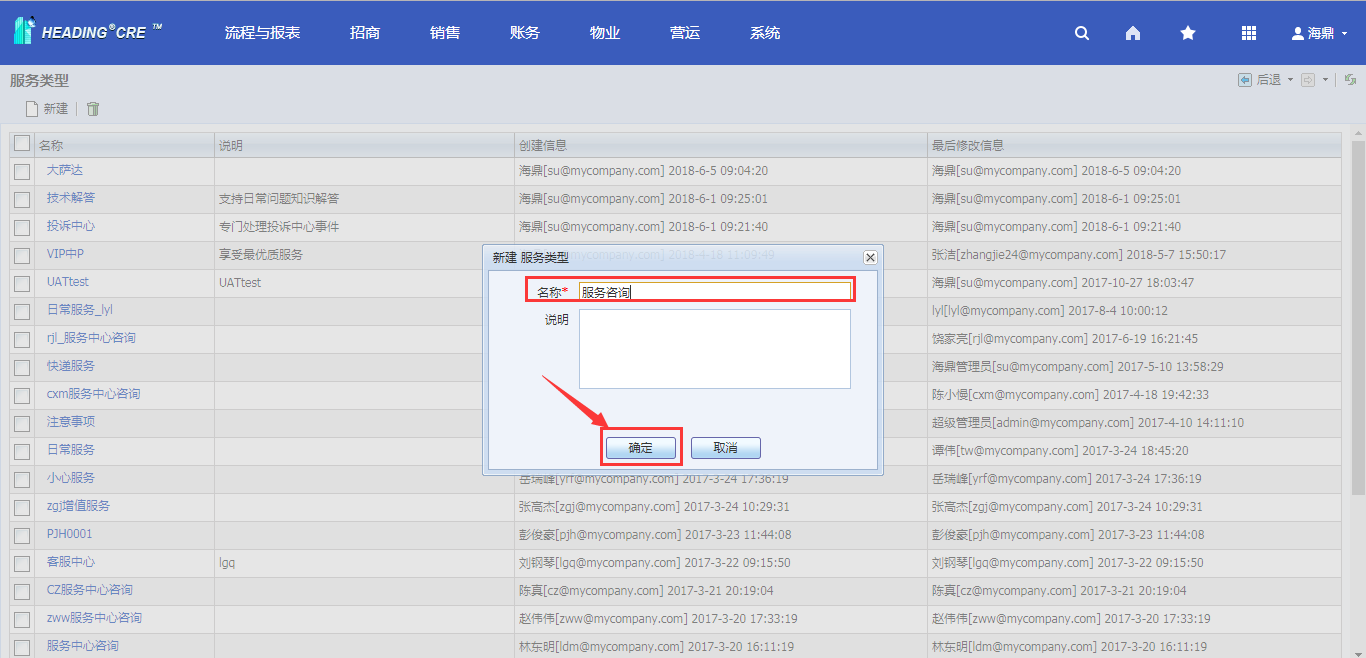 HEADING®CRE ™ 流程与报表 招商 销售 账务 物业 营运 系统 海鼎
服务类型 后退
新建
名称 说明 创建信息 最后修改信息
大萨达 海鼎[su@mycompany.com] 2018-6-5 09:04:20 海鼎[su@mycompany.com] 2018-6-5 09:04:20
技术解答 支持日常问题知识解答 海鼎[su@mycompany.com] 2018-6-1 09:25:01 海鼎[su@mycompany.com] 2018-6-1 09:25:01
投诉中心 专门处理投诉中心事件 海鼎[su@mycompany.com] 2018-6-1 09:21:40 海鼎[su@mycompany.com] 2018-6-1 09:21:40
VIP中P 享受最优质服务 2018-4-18 11:09:49 张洁[zhangjie24@mycompany.com] 2018-5-7 15:50:17
UATtest UATtest 海鼎[su@mycompany.com] 2017-10-27 18:03:47
日常服务_lyl lyl[lyl@mycompany.com] 2017-8-4 10:00:12
rjl_服务中心咨询 饶家亮[rjl@mycompany.com] 2017-6-19 16:21:45
快递服务 海鼎管理员[su@mycompany.com] 2017-5-10 13:58:29
cxm服务中心咨询 陈小慢[cxm@mycompany.com] 2017-4-18 19:42:33
注意事项 超级管理员[admin@mycompany.com] 2017-4-10 14:11:10
日常服务 谭伟[tw@mycompany.com] 2017-3-24 18:45:20
小心服务 岳瑞峰[yrf@mycompany.com] 2017-3-24 17:36:19 岳瑞峰[yrf@mycompany.com] 2017-3-24 17:36:19
zgj增值服务 张高杰[zgj@mycompany.com] 2017-3-24 10:29:31 张高杰[zgj@mycompany.com] 2017-3-24 10:29:31
PJH0001 彭俊豪[pjh@mycompany.com] 2017-3-23 11:44:08 彭俊豪[pjh@mycompany.com] 2017-3-23 11:44:08
客服中心 lgq 刘钢琴[lgq@mycompany.com] 2017-3-22 09:15:50 刘钢琴[lgq@mycompany.com] 2017-3-22 09:15:50
CZ服务中心咨询 陈真[cz@mycompany.com] 2017-3-21 20:19:04 陈真[cz@mycompany.com] 2017-3-21 20:19:04
zww服务中心咨询 赵伟伟[zww@mycompany.com] 2017-3-20 17:33:19 赵伟伟[zww@mycompany.com] 2017-3-20 17:33:19
服务中心咨询 林东明[ldm@mycompany.com] 2017-3-20 16:11:19 林东明[ldm@mycompany.com] 2017-3-20 16:11:19
新建 服务类型
名称* 服务咨询
说明
确定 取消